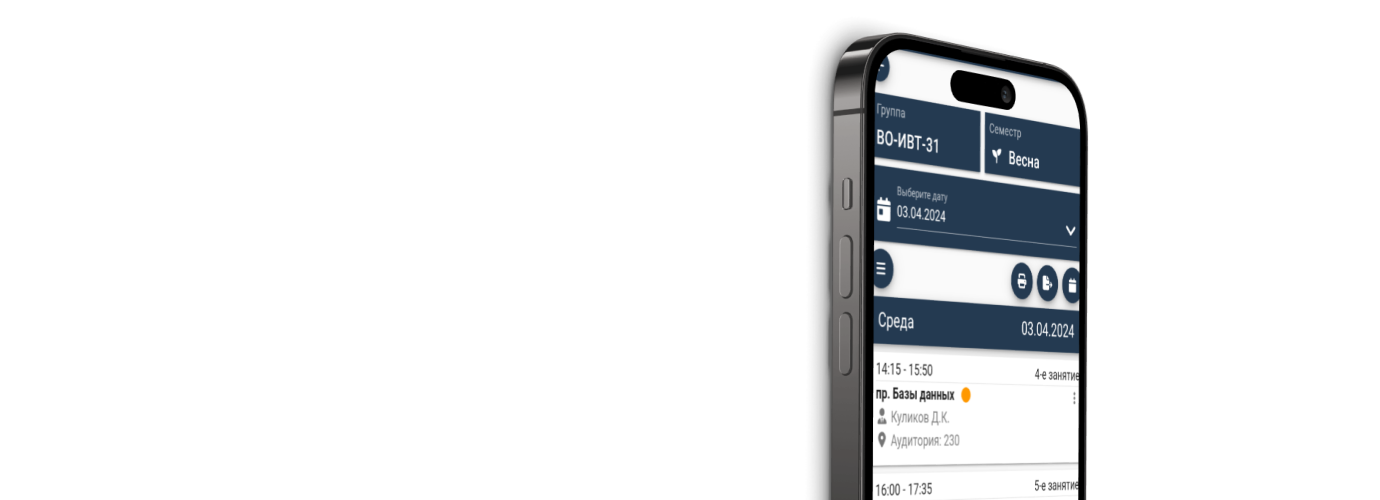 Группа
ВО-ИВТ-31
Семестр
Весна
Выберите дату
03.04.2024
Среда
03.04.2024
14:15 - 15:50
4-е занятие
пр. Базы данных
Куликов Д.К.
Аудитория: 230
16:00 - 17:35
5-е занятие